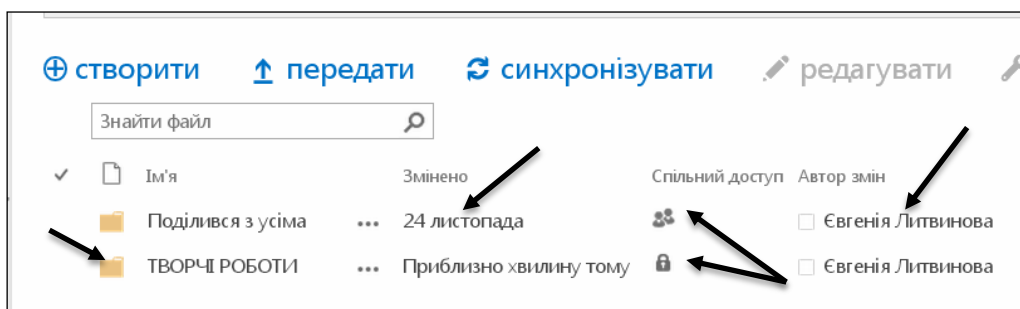 створити передати синхронізувати редагувати
Знайти файл
Ім'я Змінено Спільний доступ Автор змін
Поділився з усіма ... 24 листопада Євгенія Литвинова
ТВОРЧІ РОБОТИ ... Приблизно хвилину тому Євгенія Литвинова